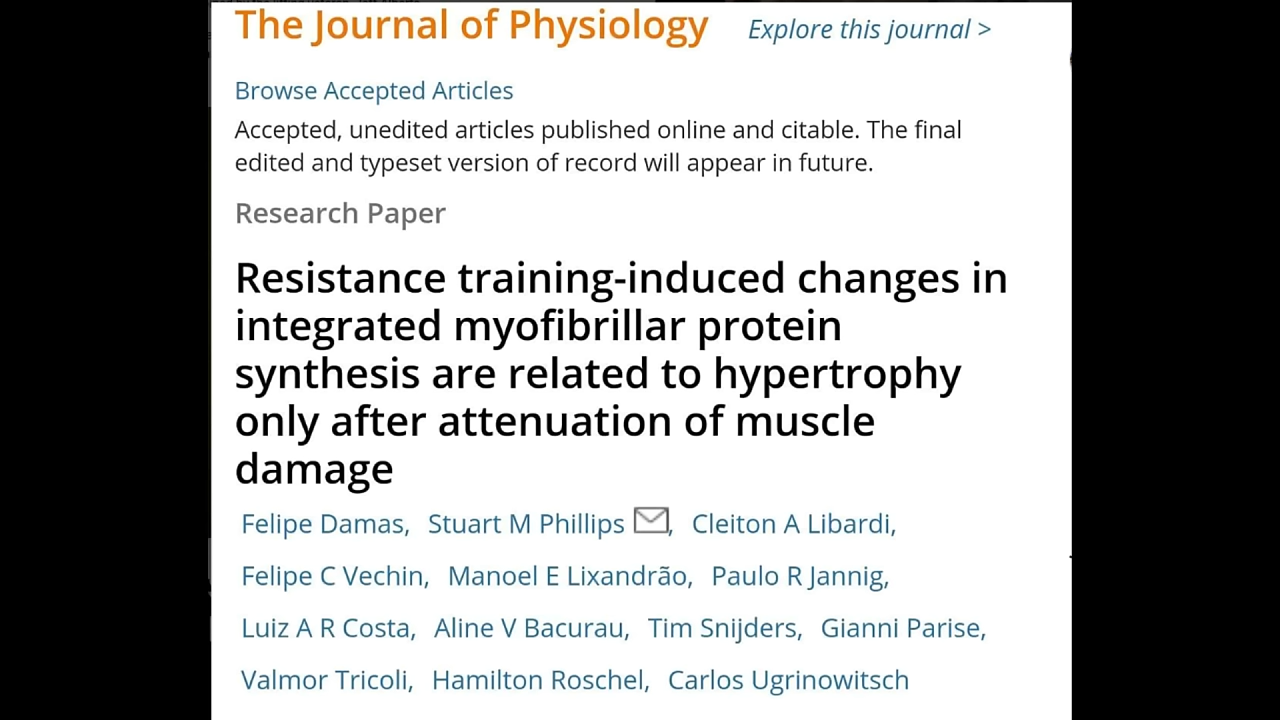 The Journal of Physiology Explore this journal >
Browse Accepted Articles
Accepted, unedited articles published online and citable. The final
edited and typeset version of record will appear in future.
Research Paper
Resistance training-induced changes in
integrated myofibrillar protein
synthesis are related to hypertrophy
only after attenuation of muscle
damage
Felipe Damas, Stuart M Phillips , Cleiton A Libardi,
Felipe C Vechin, Manoel E Lixandrão, Paulo R Jannig,
Luiz A R Costa, Aline V Bacurau, Tim Snijders, Gianni Parise,
Valmor Tricoli, Hamilton Roschel, Carlos Ugrinowitsch